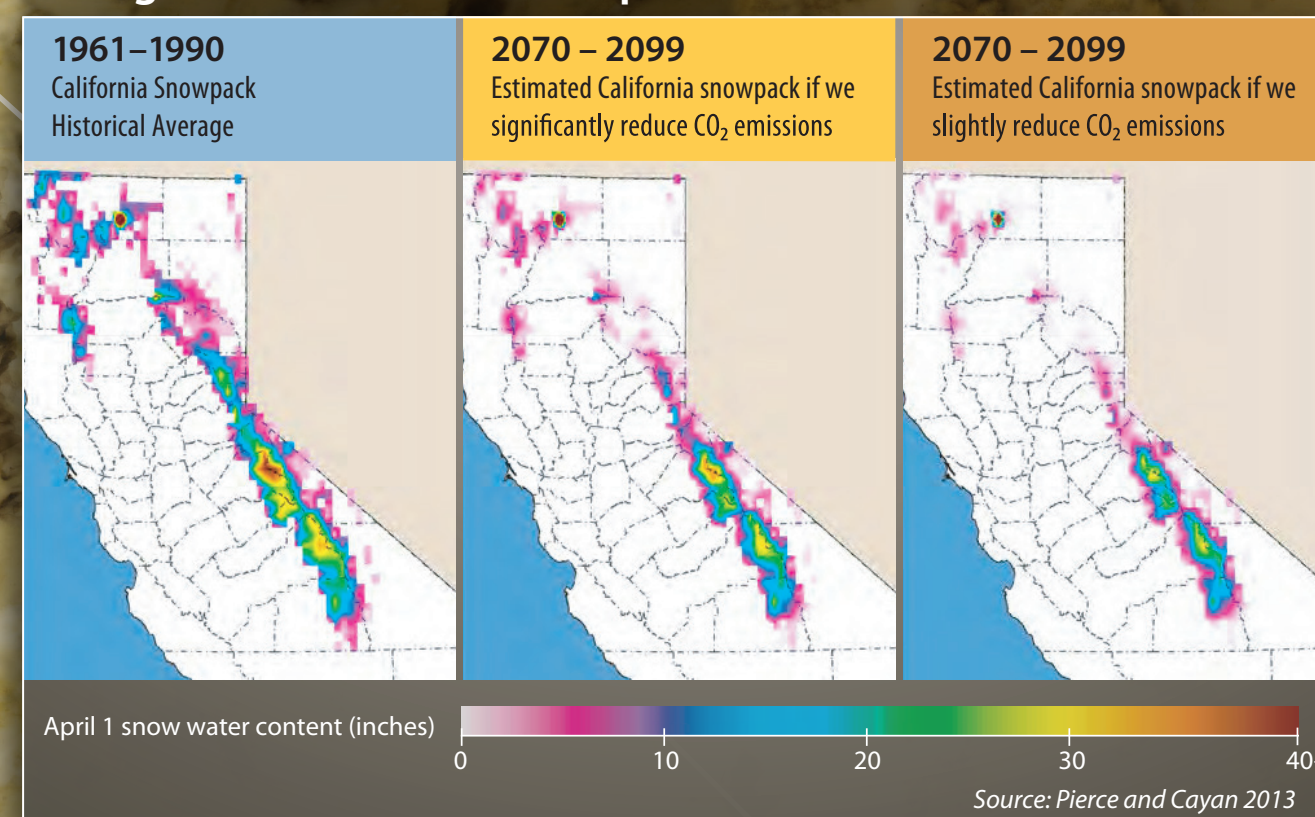 1961–1990
California Snowpack
Historical Average
2070 – 2099
Estimated California snowpack if we
significantly reduce CO₂ emissions
2070 – 2099
Estimated California snowpack if we
slightly reduce CO₂ emissions
April 1 snow water content (inches)
0 10 20 30 40
Source: Pierce and Cayan 2013